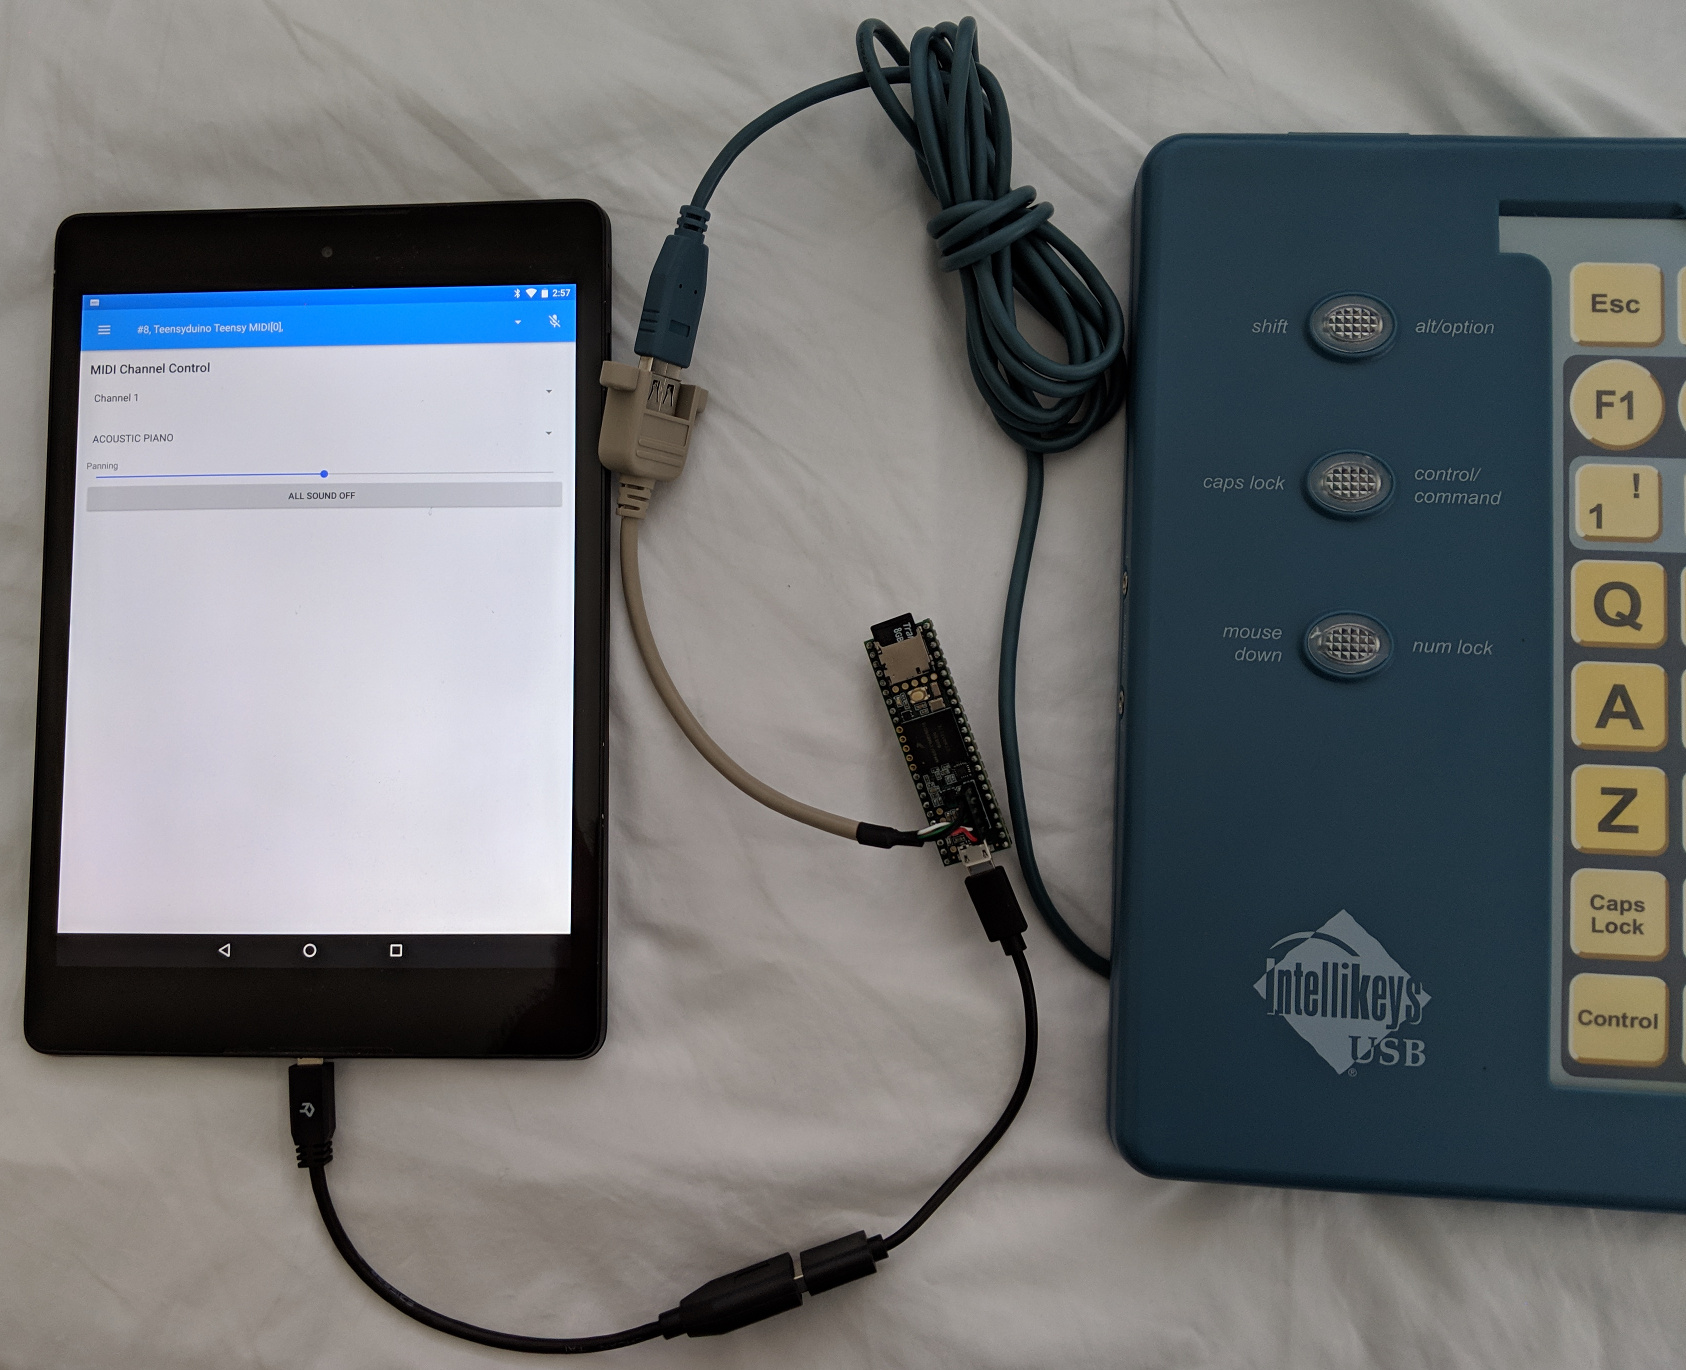 2:57
#8, Teensyduino Teensy MIDI[0],
MIDI Channel Control
Channel 1
ACOUSTIC PIANO
Panning
ALL SOUND OFF
shift
alt/option
caps lock
control/
command
mouse
down
num lock
Intellikeys
USB
®
Esc
F1
!
1
Q
A
Z
Caps
Lock
Control
8GB